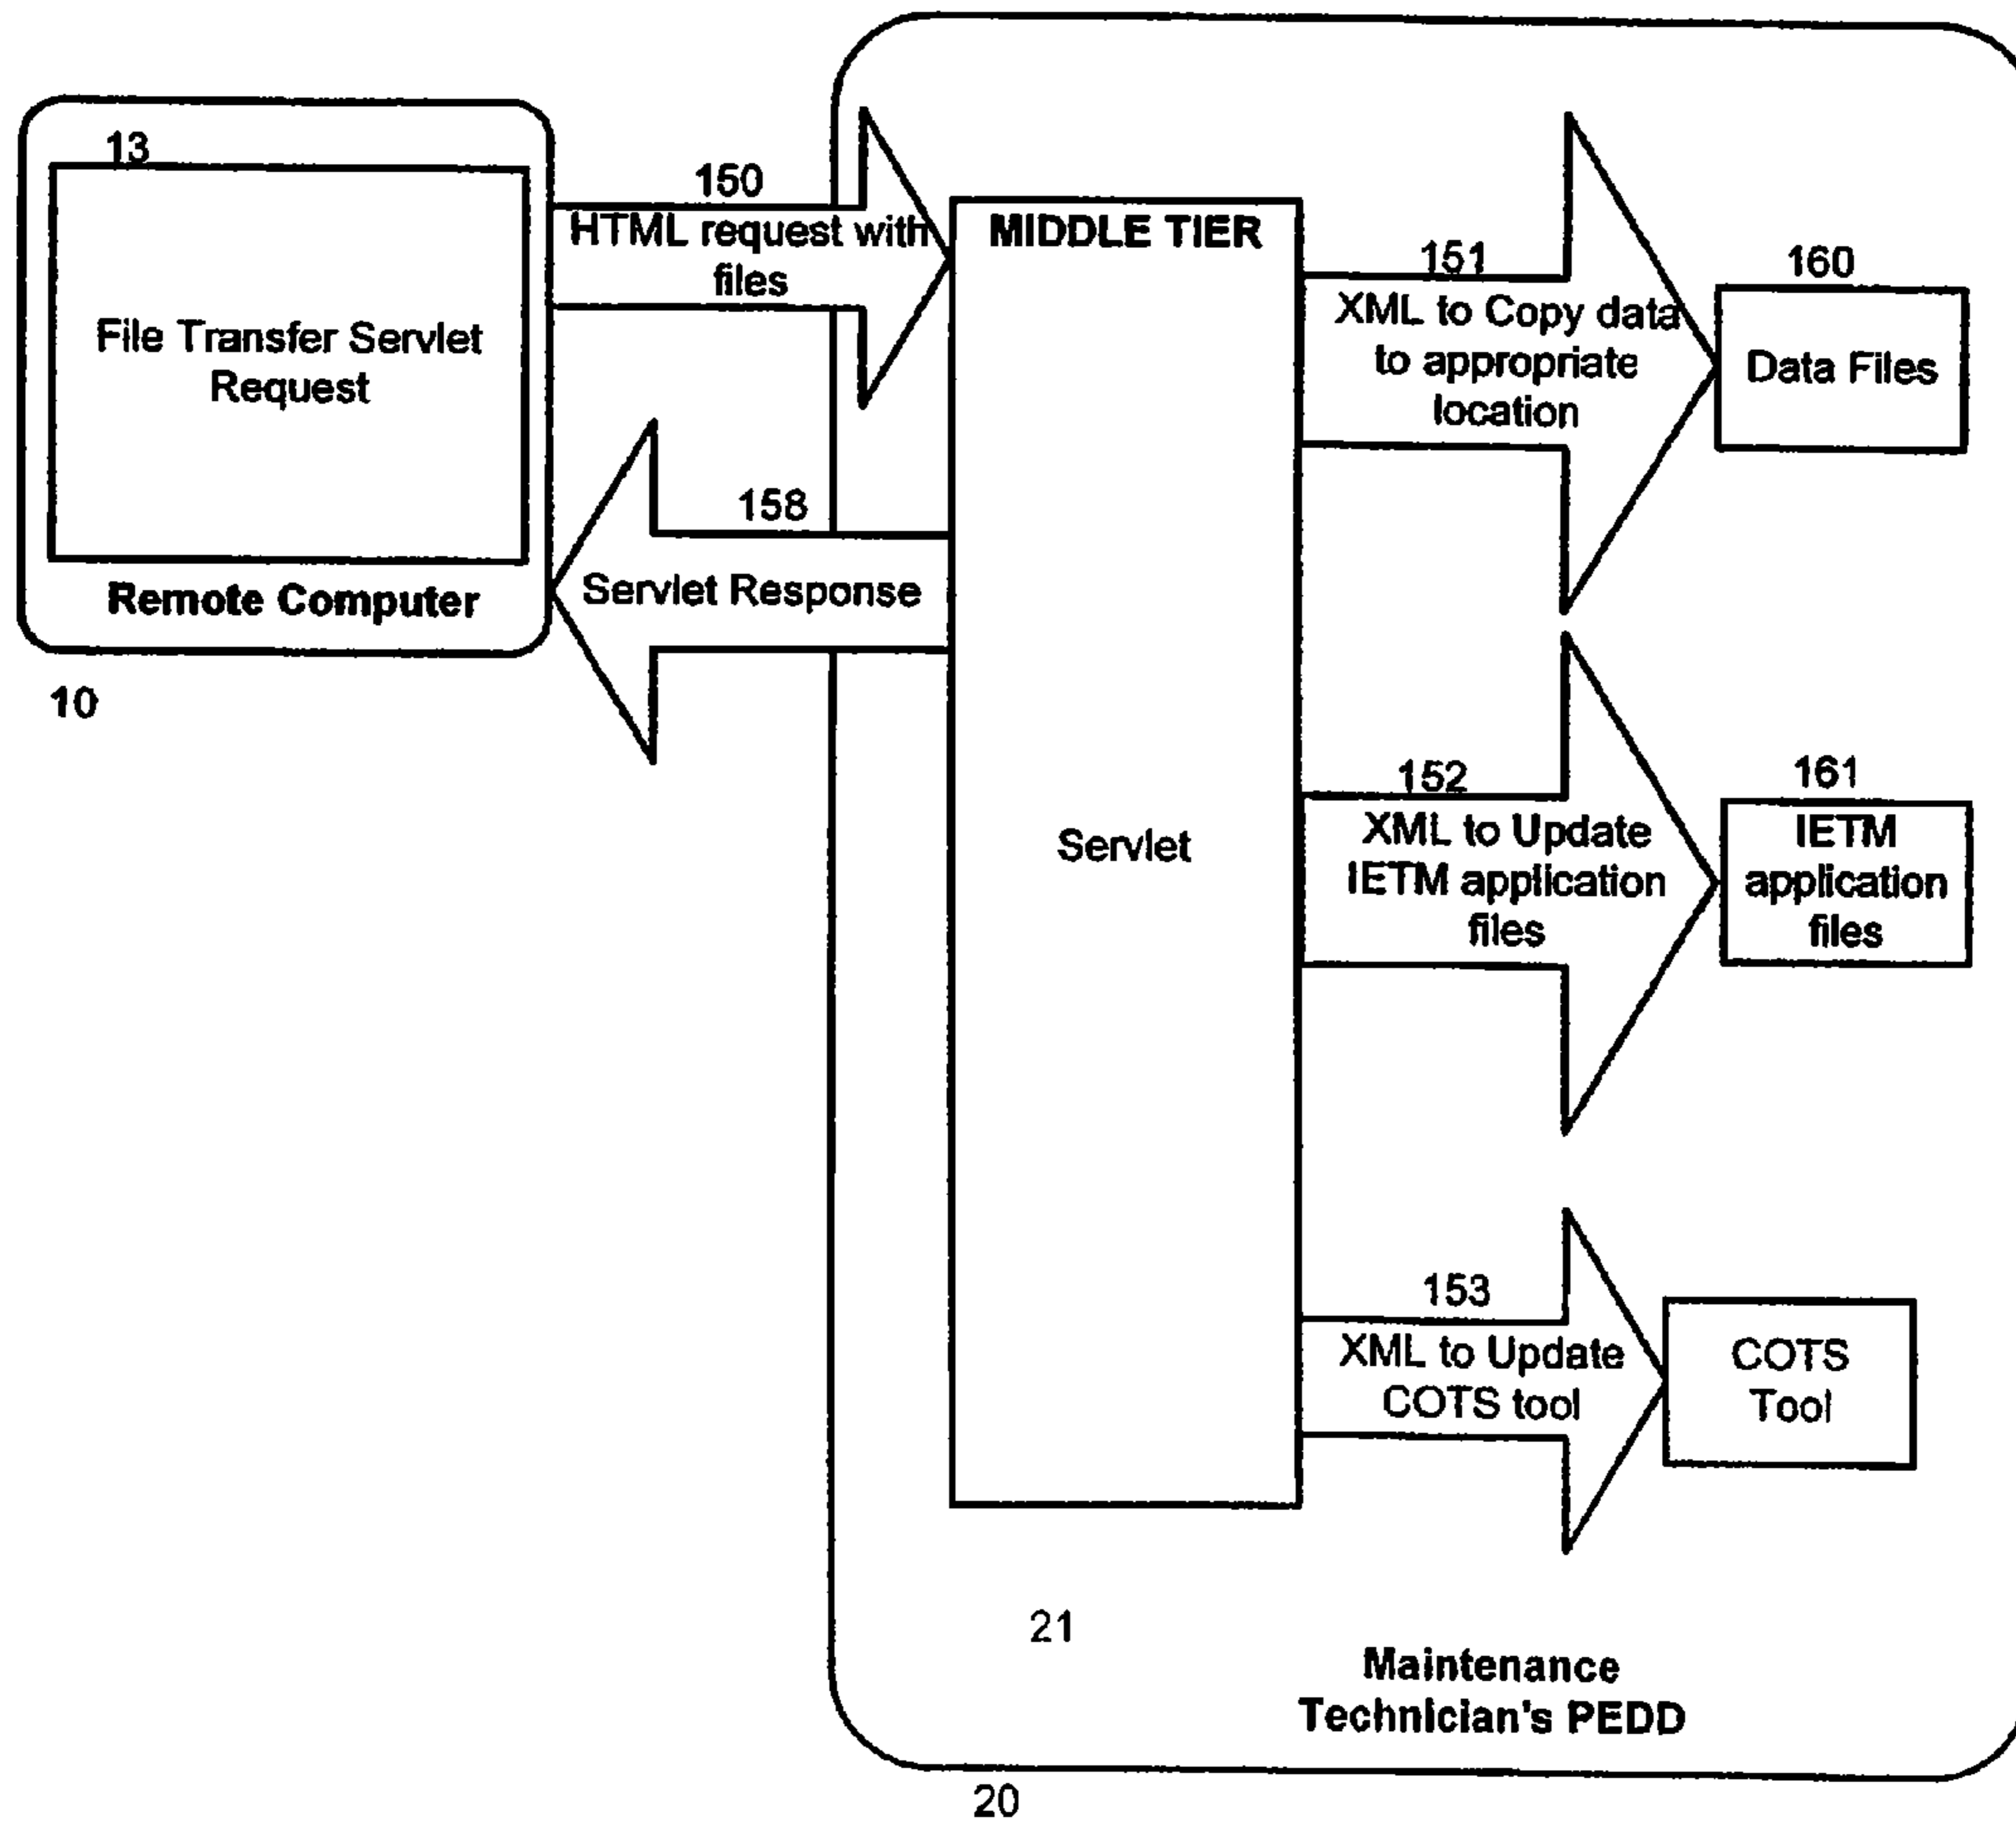 13
File Transfer Servlet
Request
Remote Computer
10
150
HTML request with
files
158
Servlet Response
MIDDLE TIER
Servlet
151
XML to Copy data
to appropriate
location
160
Data Files
152
XML to Update
IETM application
files
161
IETM
application
files
153
XML to Update
COTS tool
COTS
Tool
21
Maintenance
Technician's PEDD
20